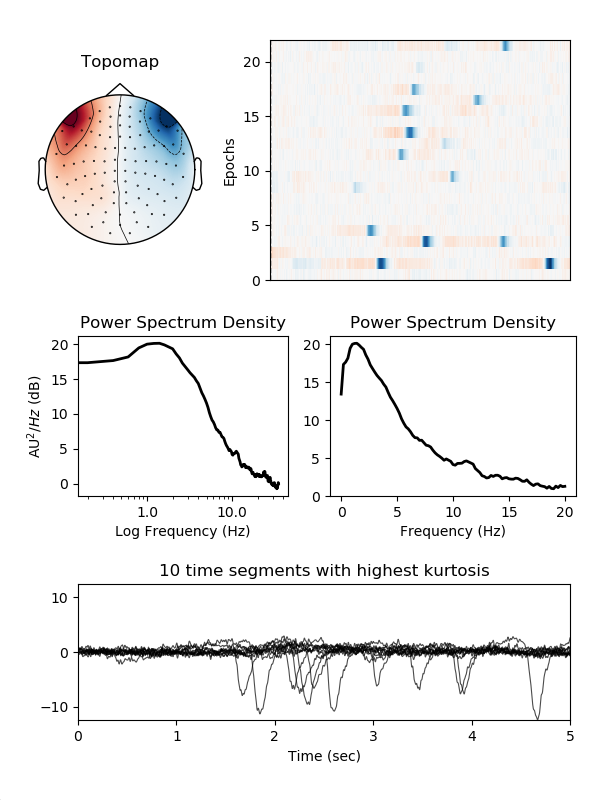 Topomap
Epochs
20
15
10
5
0
Power Spectrum Density
AU²/Hz (dB)
20
15
10
5
0
1.0 10.0
Log Frequency (Hz)
Power Spectrum Density
20
15
10
5
0
0 5 10 15 20
Frequency (Hz)
10 time segments with highest kurtosis
10
0
−10
0 1 2 3 4 5
Time (sec)